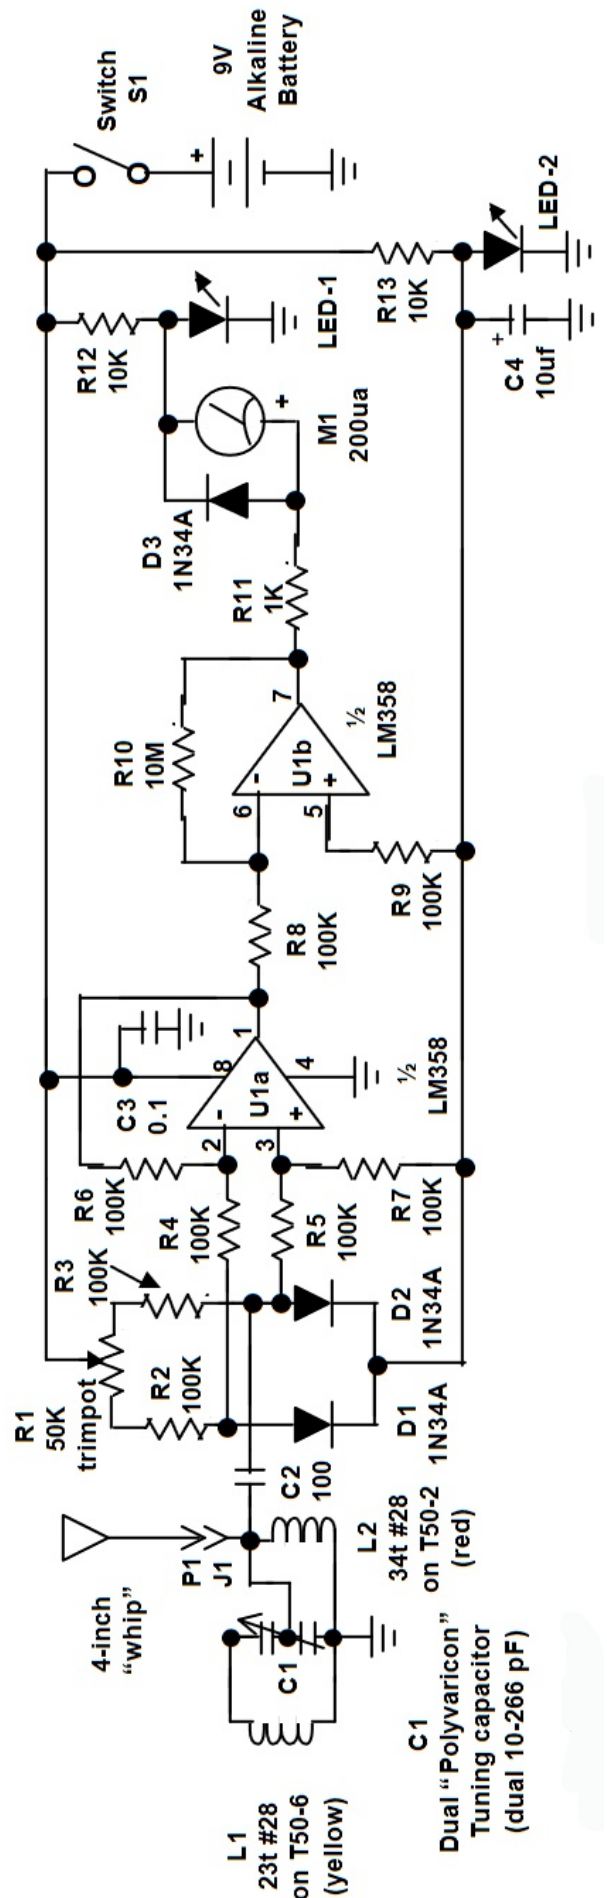 4-inch
“whip”
P1
J1
L1
23t #28
on T50-6
(yellow)
C1
C1
Dual “Polyvaricon”
Tuning capacitor
(dual 10-266 pF)
L2
34t #28
on T50-2
(red)
C2
100
R1
50K
trimpot
R2
100K
R3
100K
D1
1N34A
D2
1N34A
R4
100K
R5
100K
R6
100K
R7
100K
2
3
-
+
U1a
8
4
1
½
LM358
C3
0.1
R8
100K
R9
100K
R10
10M
6
5
-
+
U1b
7
½
LM358
R11
1K
D3
1N34A
M1
200ua
+
R12
10K
LED-1
R13
10K
+
C4
10uf
LED-2
Switch
S1
+
9V
Alkaline
Battery